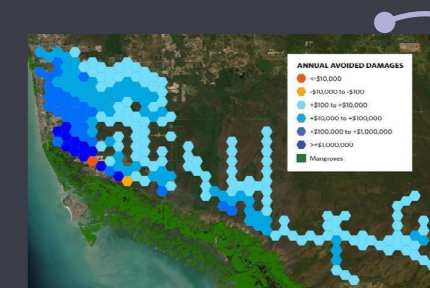 ANNUAL AVOIDED DAMAGES
<-$10,000
-$10,000 to -$100
+$100 to +$10,000
+$10,000 to +$100,000
+$100,000 to +$1,000,000
>+$1,000,000
Mangroves